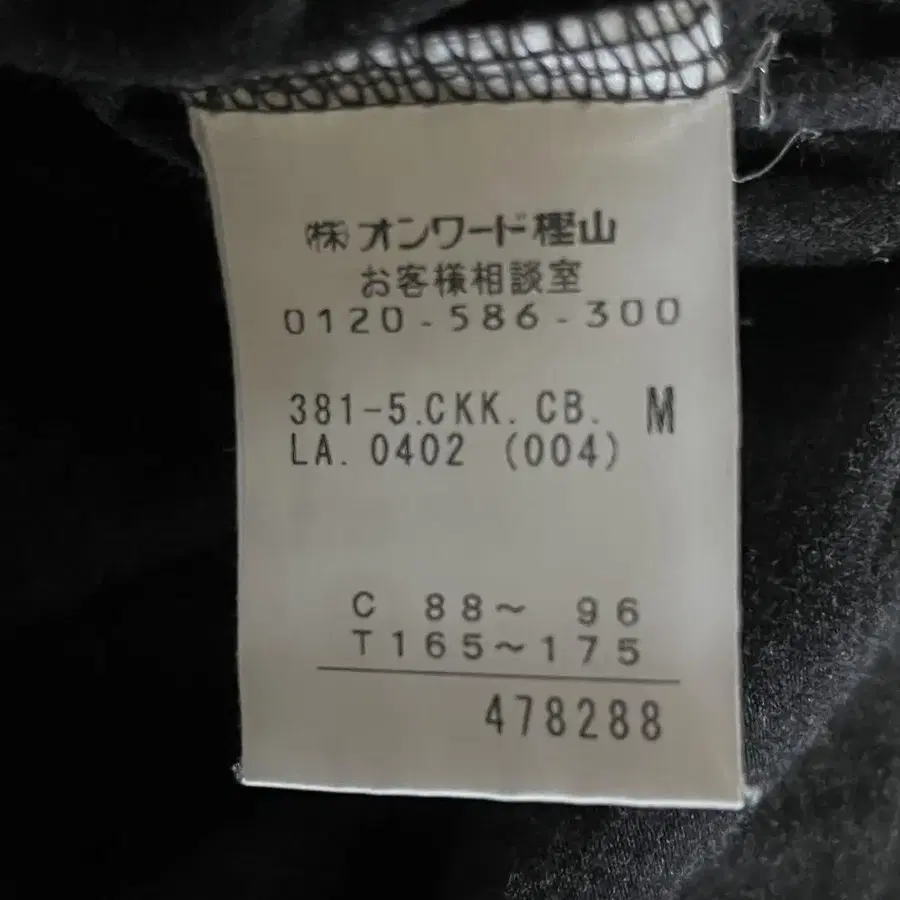 ㈱オンワード樫山
お客様相談室
0120-586-300
381-5.CKK.CB. M
LA.0402 (004)
C 88〜 96
T165〜175
478288